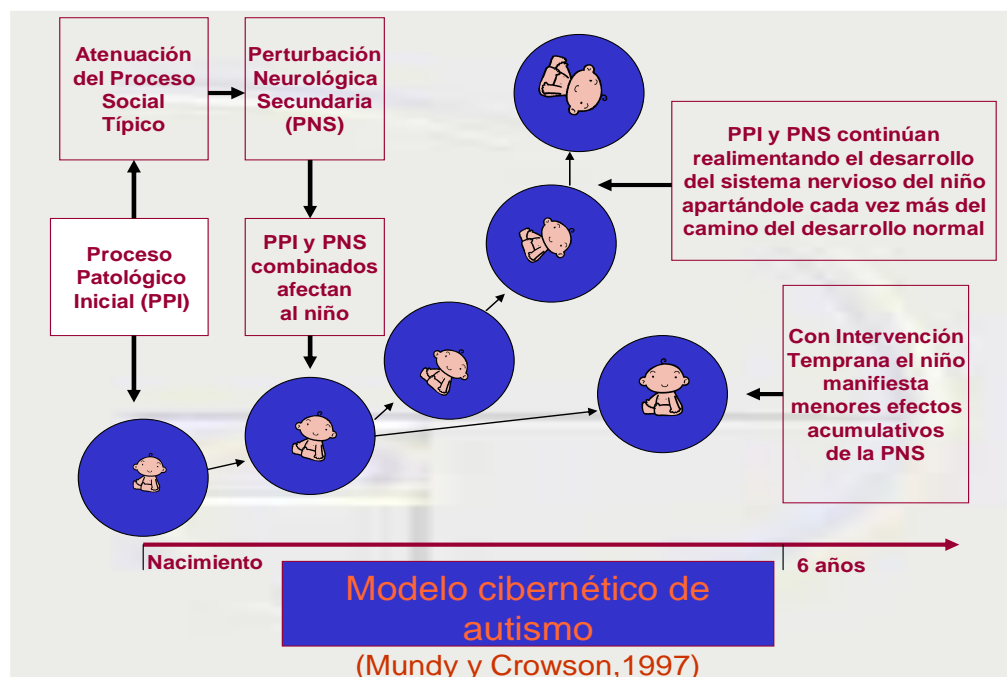 Atenuación
del Proceso
Social
Típico
Perturbación
Neurológica
Secundaria
(PNS)
PPI y PNS continúan
realimentando el desarrollo
del sistema nervioso del niño
apartándole cada vez más del
camino del desarrollo normal
Proceso
Patológico
Inicial (PPI)
PPI y PNS
combinados
afectan
al niño
Con Intervención
Temprana el niño
manifiesta
menores efectos
acumulativos
de la PNS
Nacimiento
6 años
Modelo cibernético de
autismo
(Mundy y Crowson,1997)